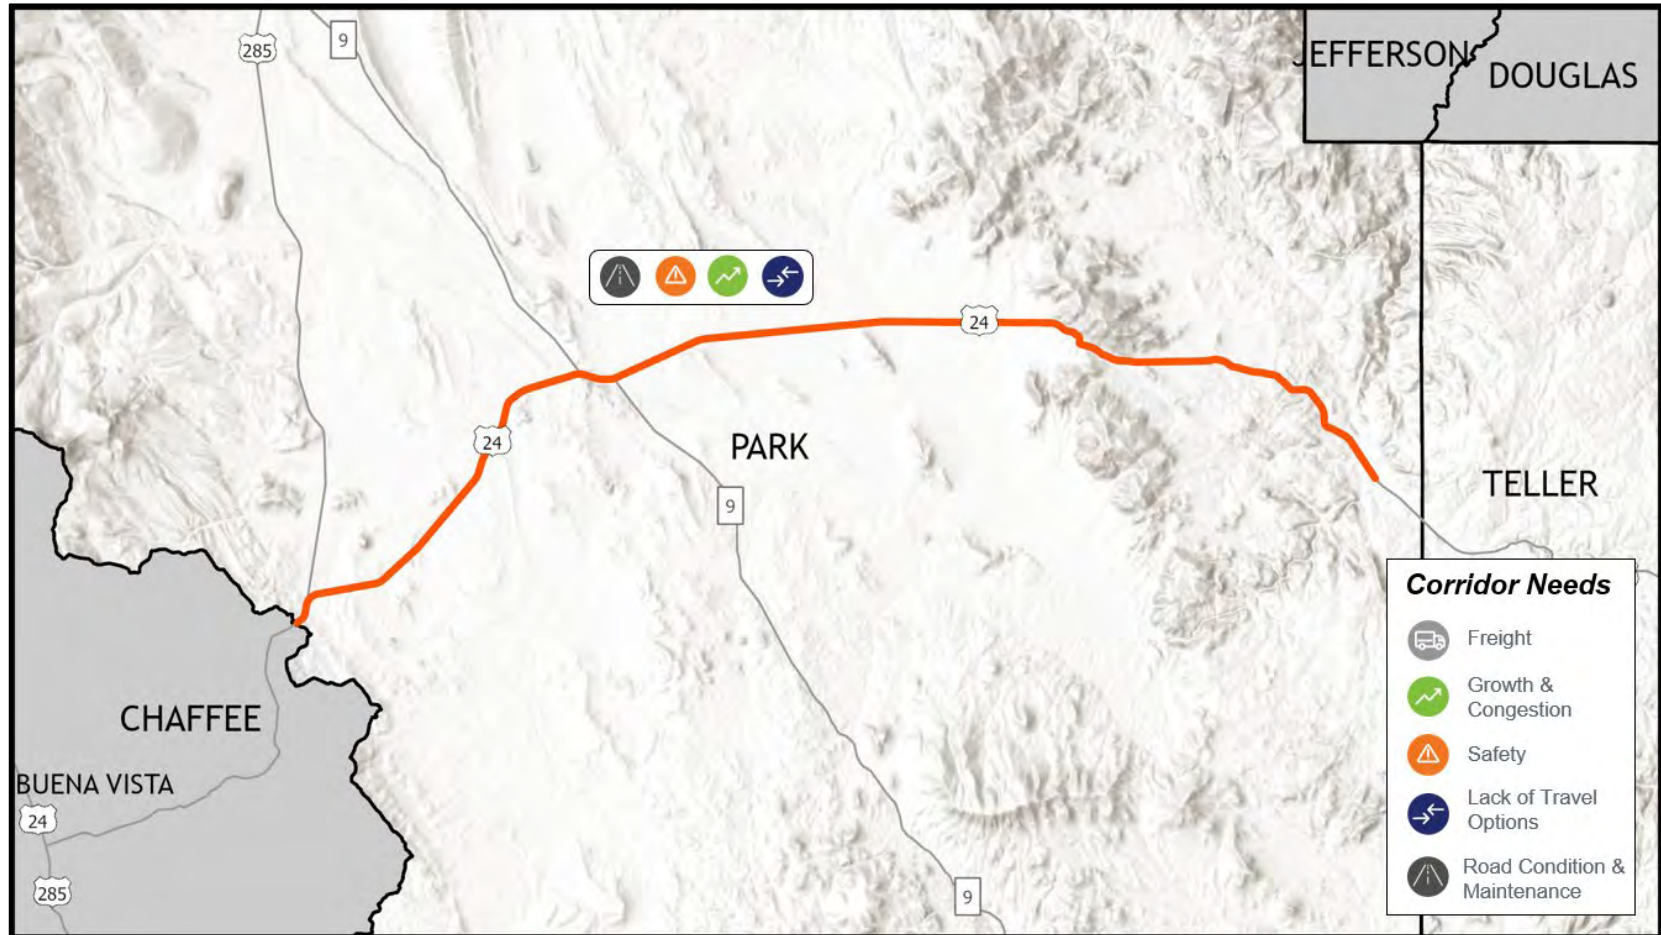 285
9
JEFFERSON
DOUGLAS
24
24
PARK
9
TELLER
CHAFFEE
BUENA VISTA
24
285
9
Corridor Needs
Freight
Growth &
Congestion
Safety
Lack of Travel
Options
Road Condition &
Maintenance